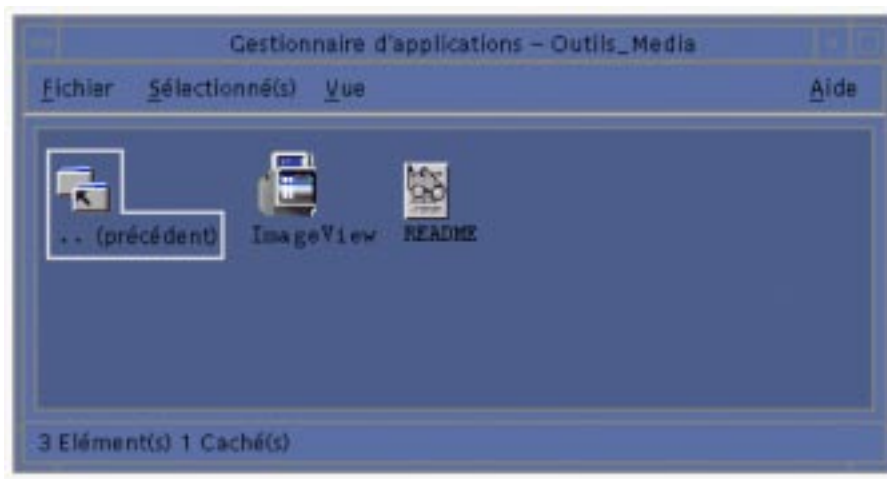 Gestionnaire d'applications – Outils_Media
Fichier Sélectionné(s) Vue Aide
.. (précédent) ImageView README
3 Elément(s) 1 Caché(s)